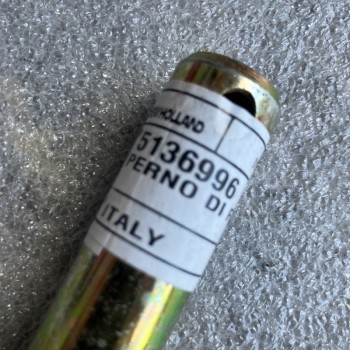 HOLLAND
5136996
PERNO DI
ITALY